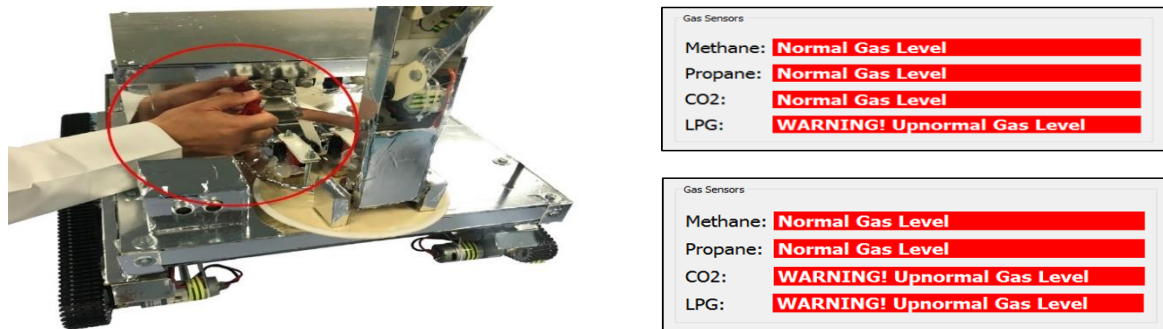 Gas Sensors
Methane: Normal Gas Level
Propane: Normal Gas Level
CO2: Normal Gas Level
LPG: WARNING! Upnormal Gas Level
Gas Sensors
Methane: Normal Gas Level
Propane: Normal Gas Level
CO2: WARNING! Upnormal Gas Level
LPG: WARNING! Upnormal Gas Level